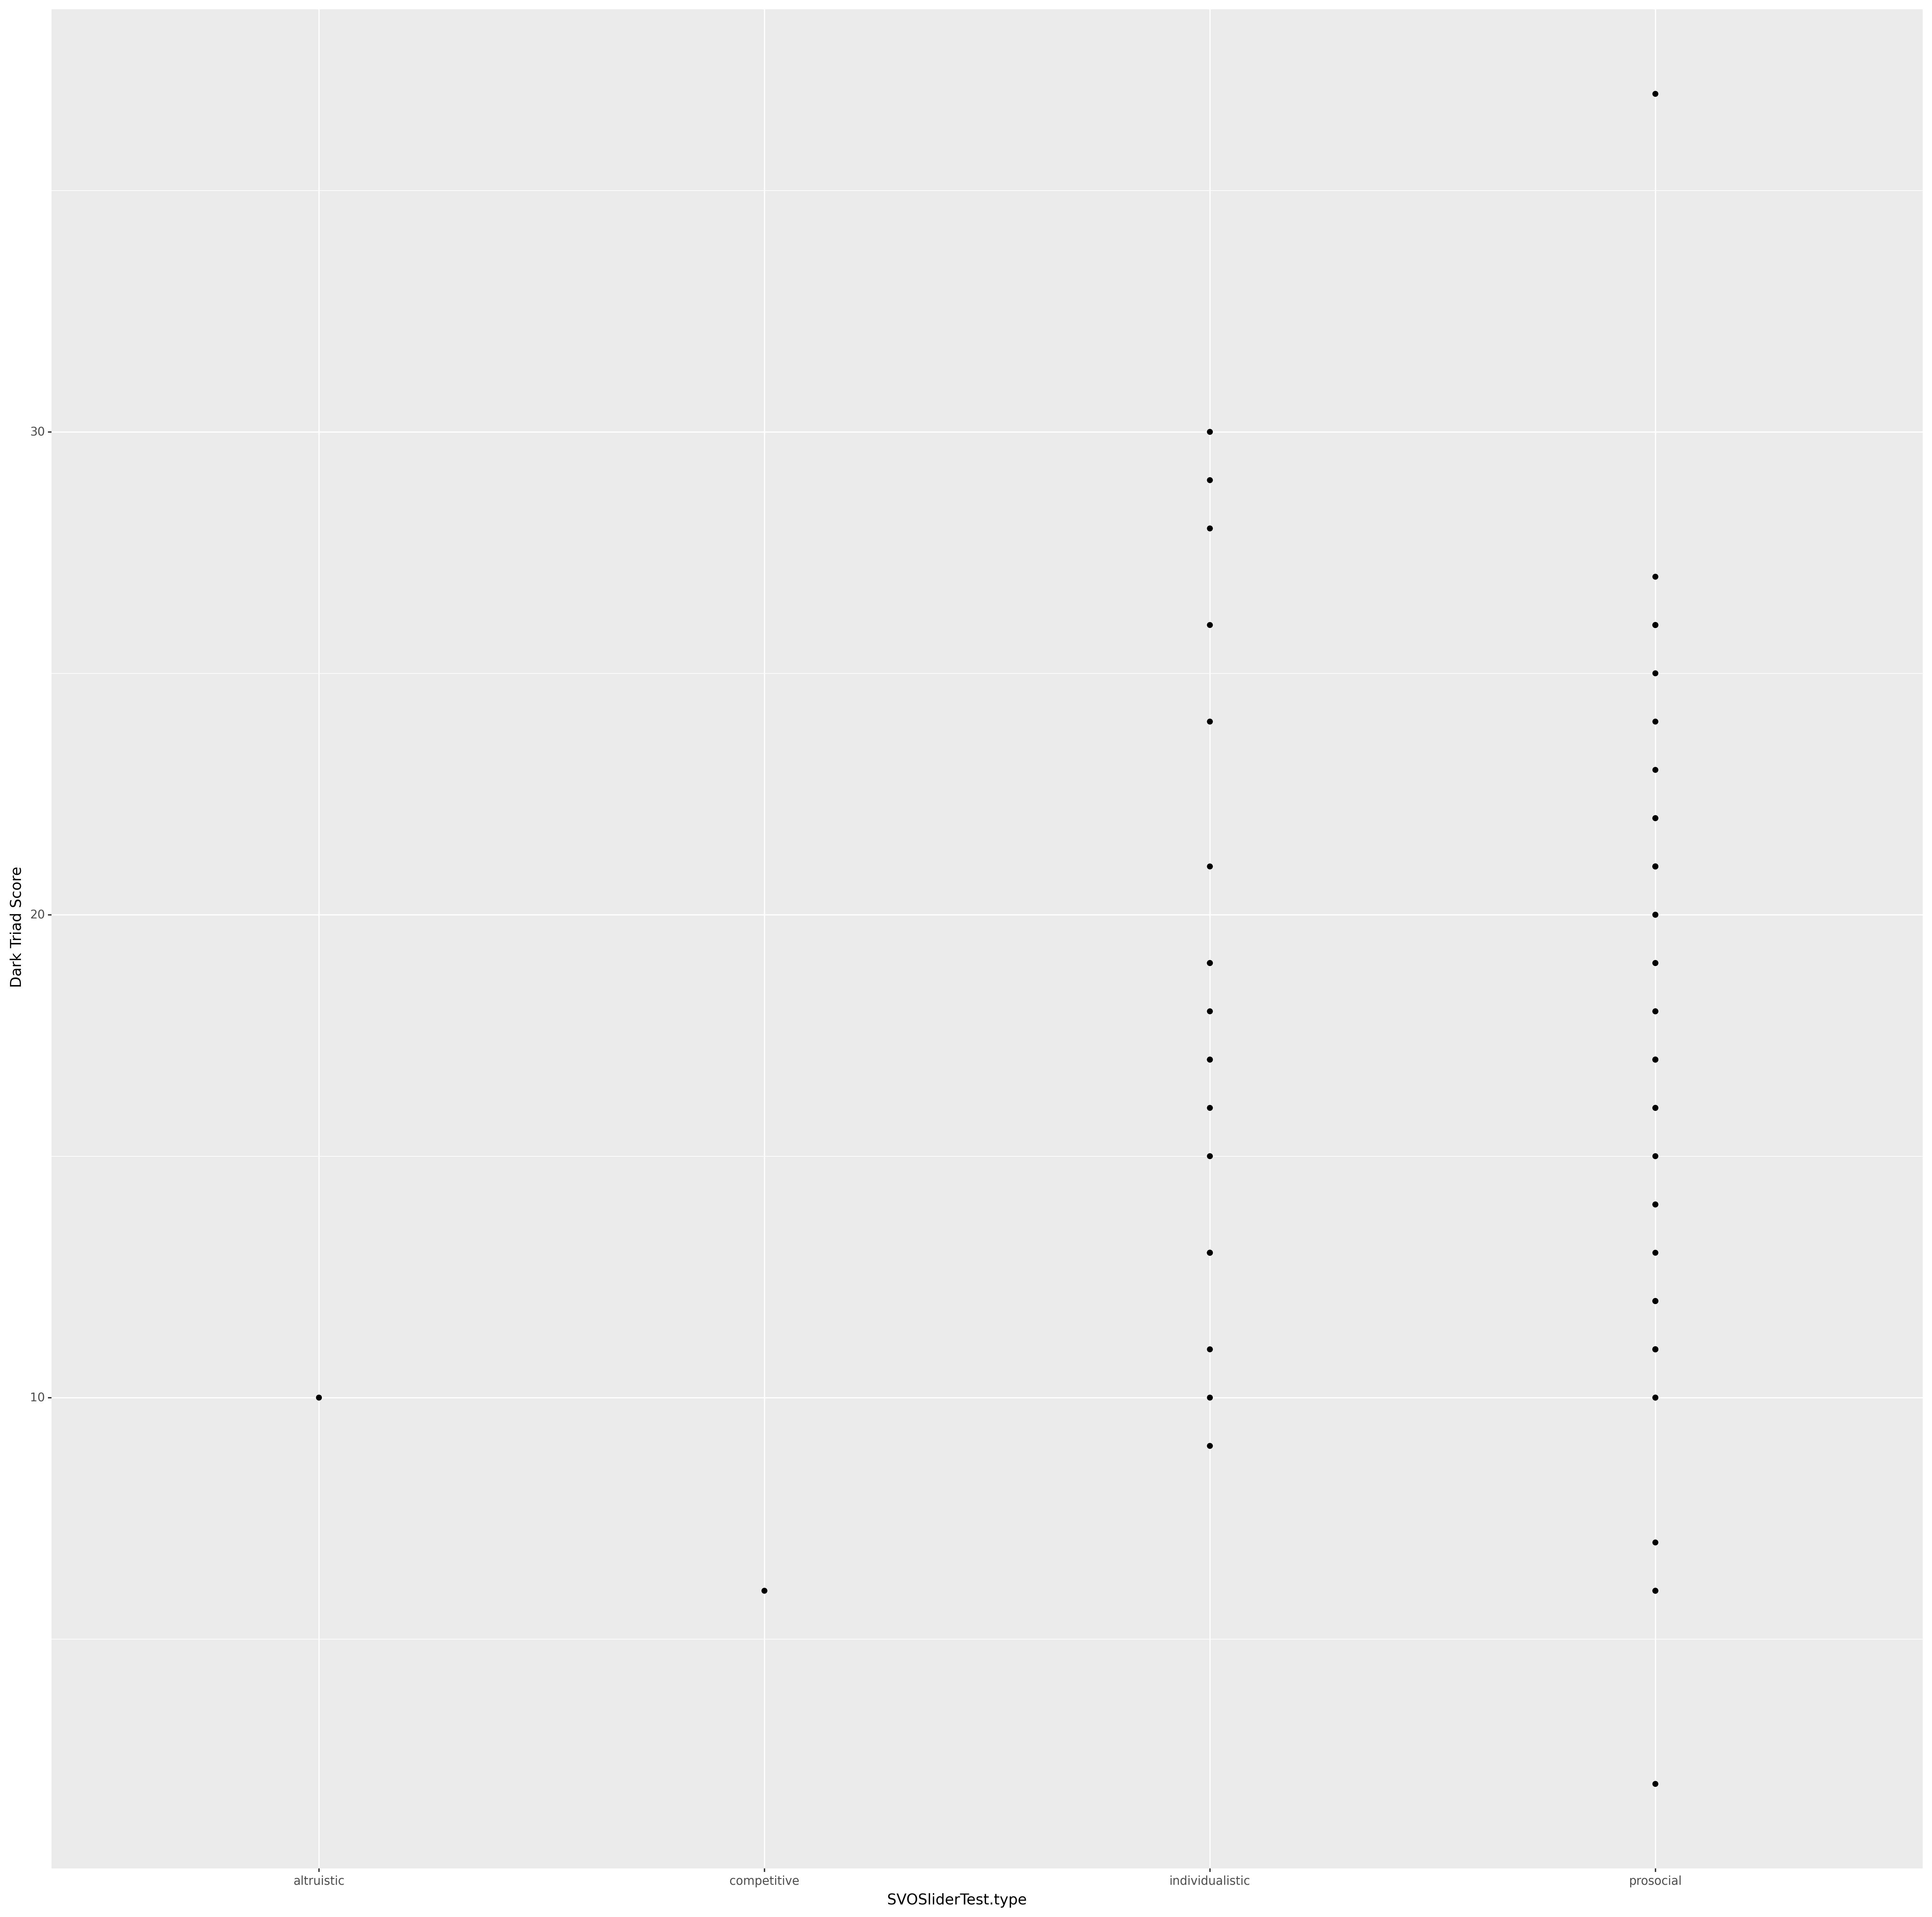 Dark Triad Score
30
20
10
altruistic
competitive
individualistic
prosocial
SVOSliderTest.type